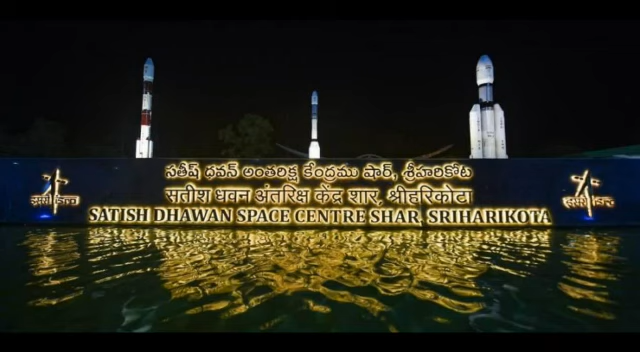 సతీష్ ధవన్ అంతరిక్ష కేంద్రము షార్, శ్రీహరికోట
सतीश धवन अंतरिक्ष केंद्र शार, श्रीहरिकोटा
SATISH DHAWAN SPACE CENTRE SHAR, SRIHARIKOTA